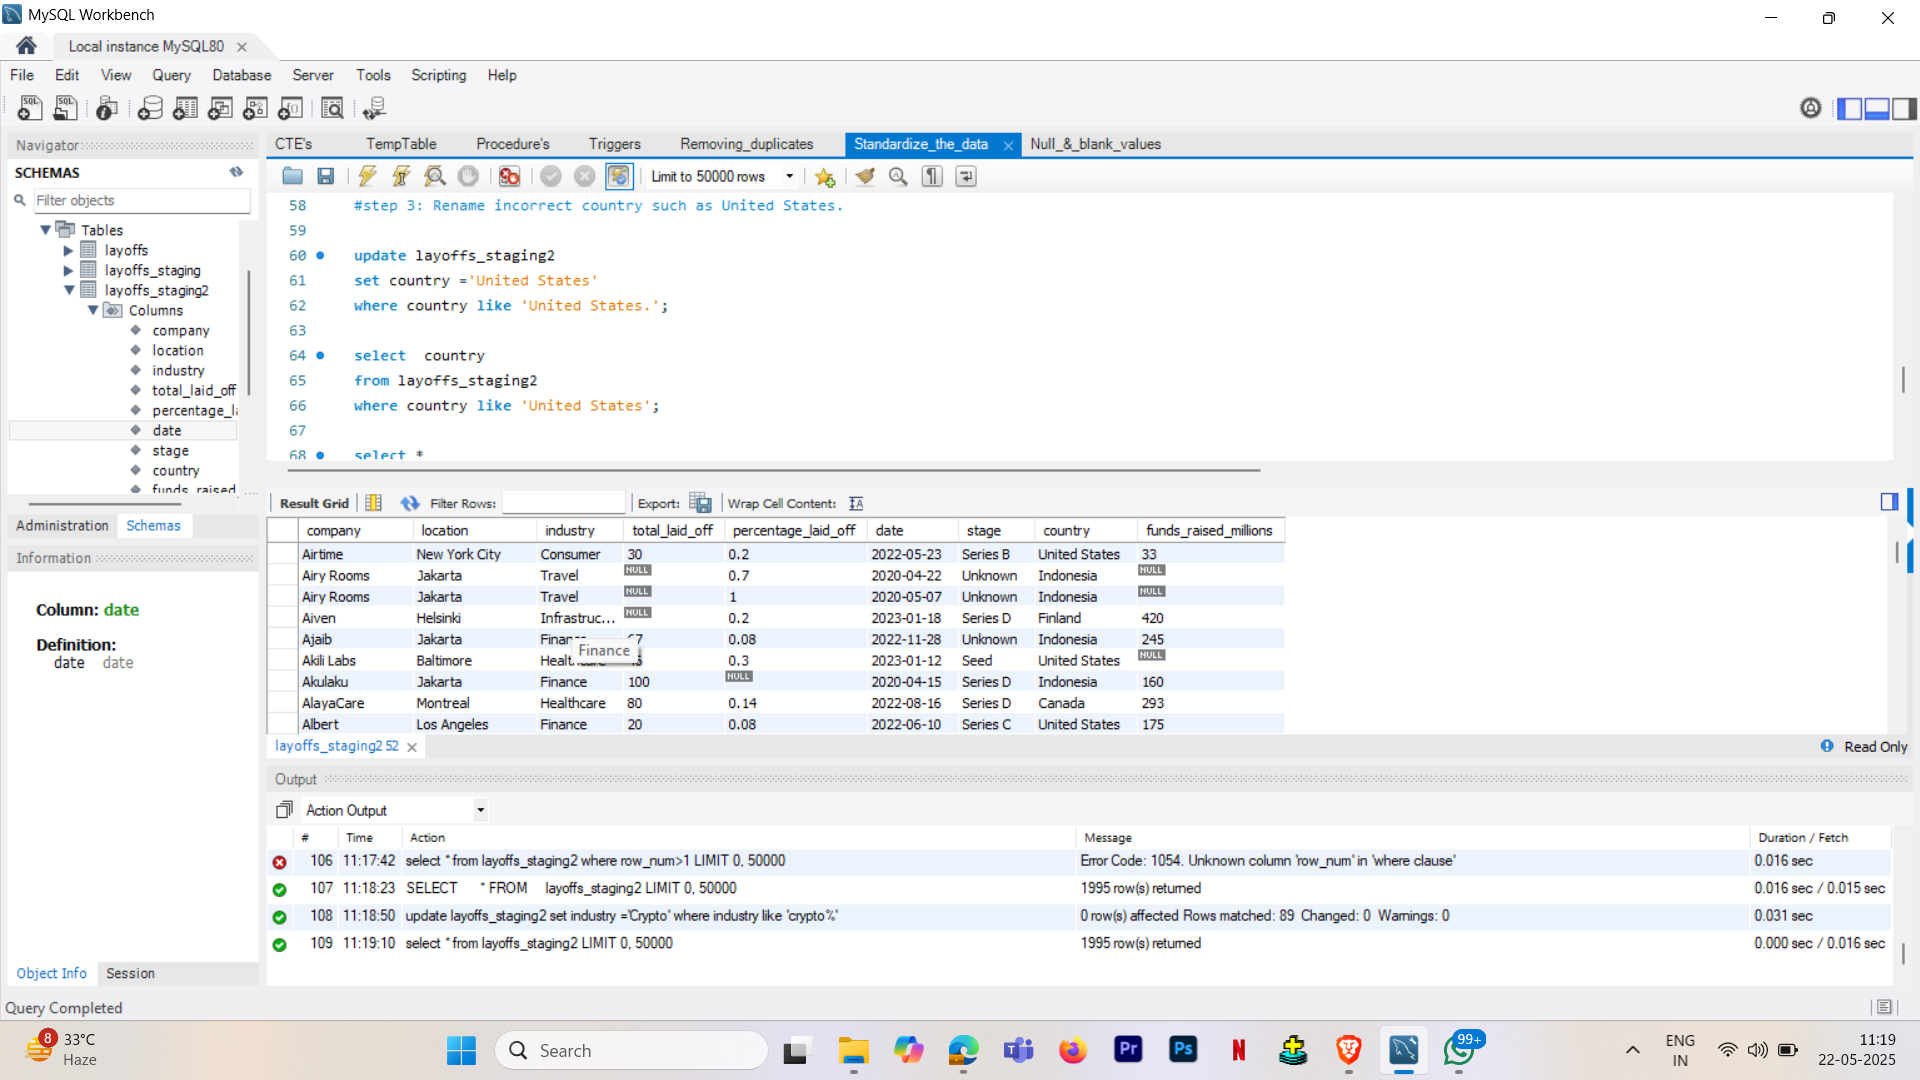 MySQL Workbench
Local instance MySQL80
File Edit View Query Database Server Tools Scripting Help
Navigator
SCHEMAS
Filter objects
Tables
layoffs
layoffs_staging
layoffs_staging2
Columns
company
location
industry
total_laid_off
percentage_l
date
stage
country
funds_raised
Administration Schemas
Information
Column: date
Definition:
date date
Object Info Session
CTE's TempTable Procedure's Triggers Removing_duplicates Standardize_the_data Null_&_blank_values
Limit to 50000 rows
58 #step 3: Rename incorrect country such as United States.
59
60 update layoffs_staging2
61 set country ='United States'
62 where country like 'United States.';
63
64 select  country
65 from layoffs_staging2
66 where country like 'United States';
67
68 select *
Result Grid Filter Rows: Export: Wrap Cell Content:
company location industry total_laid_off percentage_laid_off date stage country funds_raised_millions
Airtime New York City Consumer 30 0.2 2022-05-23 Series B United States 33
Airy Rooms Jakarta Travel NULL 0.7 2020-04-22 Unknown Indonesia NULL
Airy Rooms Jakarta Travel NULL 1 2020-05-07 Unknown Indonesia NULL
Aiven Helsinki Infrastruc... NULL 0.2 2023-01-18 Series D Finland 420
Ajaib Jakarta Finance 67 0.08 2022-11-28 Unknown Indonesia 245
Finance
Akili Labs Baltimore Healthcare 0.3 2023-01-12 Seed United States NULL
Akulaku Jakarta Finance 100 NULL 2020-04-15 Series D Indonesia 160
AlayaCare Montreal Healthcare 80 0.14 2022-08-16 Series D Canada 293
Albert Los Angeles Finance 20 0.08 2022-06-10 Series C United States 175
layoffs_staging2 52
Read Only
Output
Action Output
# Time Action Message Duration / Fetch
106 11:17:42 select * from layoffs_staging2 where row_num>1 LIMIT 0, 50000 Error Code: 1054. Unknown column 'row_num' in 'where clause' 0.016 sec
107 11:18:23 SELECT * FROM layoffs_staging2 LIMIT 0, 50000 1995 row(s) returned 0.016 sec / 0.015 sec
108 11:18:50 update layoffs_staging2 set industry ='Crypto' where industry like 'crypto%' 0 row(s) affected Rows matched: 89  Changed: 0  Warnings: 0 0.031 sec
109 11:19:10 select * from layoffs_staging2 LIMIT 0, 50000 1995 row(s) returned 0.000 sec / 0.016 sec
Query Completed
8
33°C
Haze
Search
Pr
Ps
N
99+
ENG
IN
11:19
22-05-2025